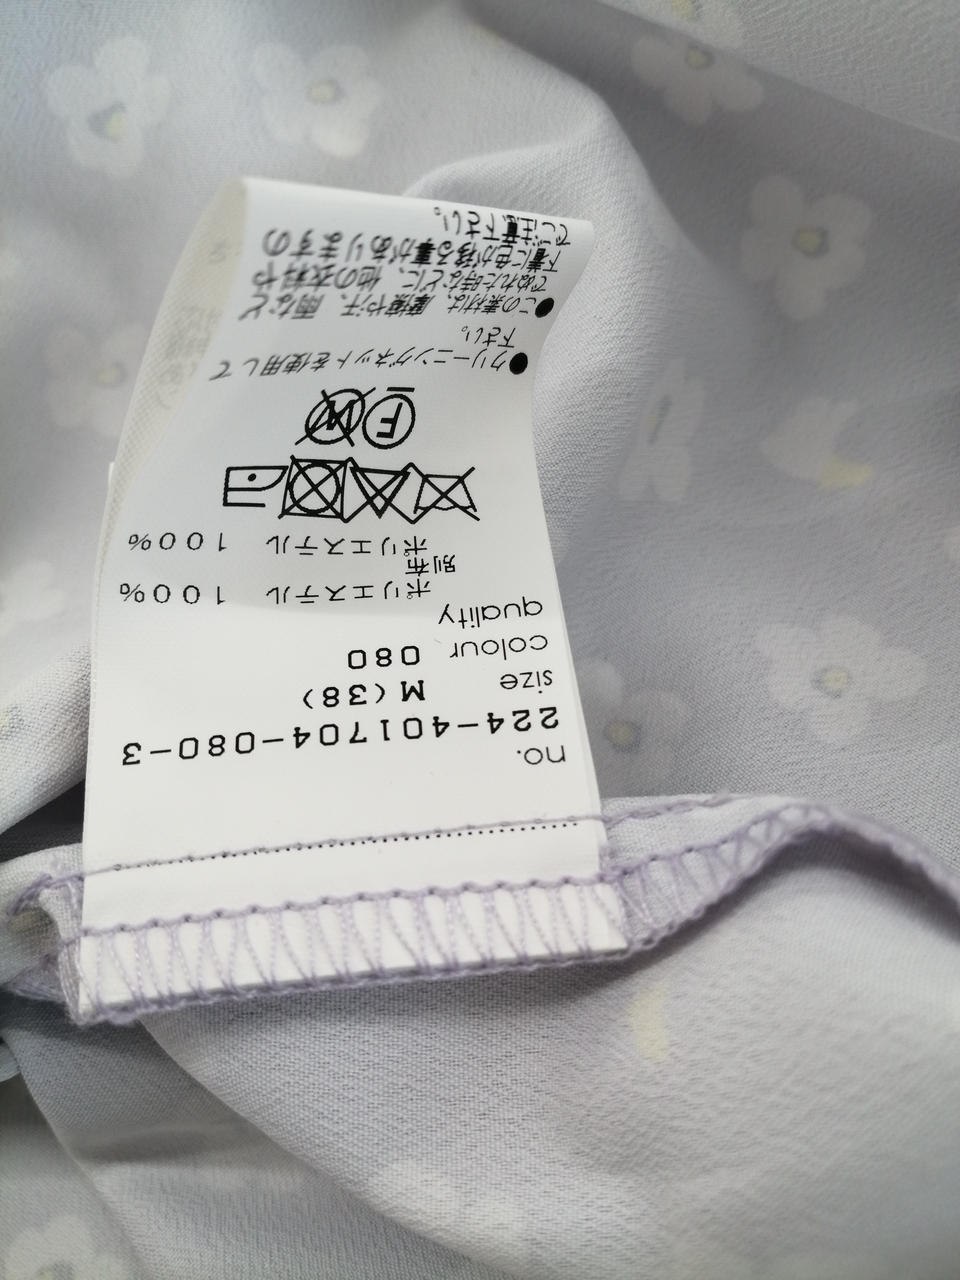 no.
224-401704-080-3
size M(38)
colour 080
quality
ポリエステル 100%
別布
ポリエステル 100%
F
W
●クリーニングネットを使用して
下さい。
●この素材は、摩擦や汗、雨など
でぬれた時などに、他の衣料や
下着に色が移る事がありますの
でご注意下さい。